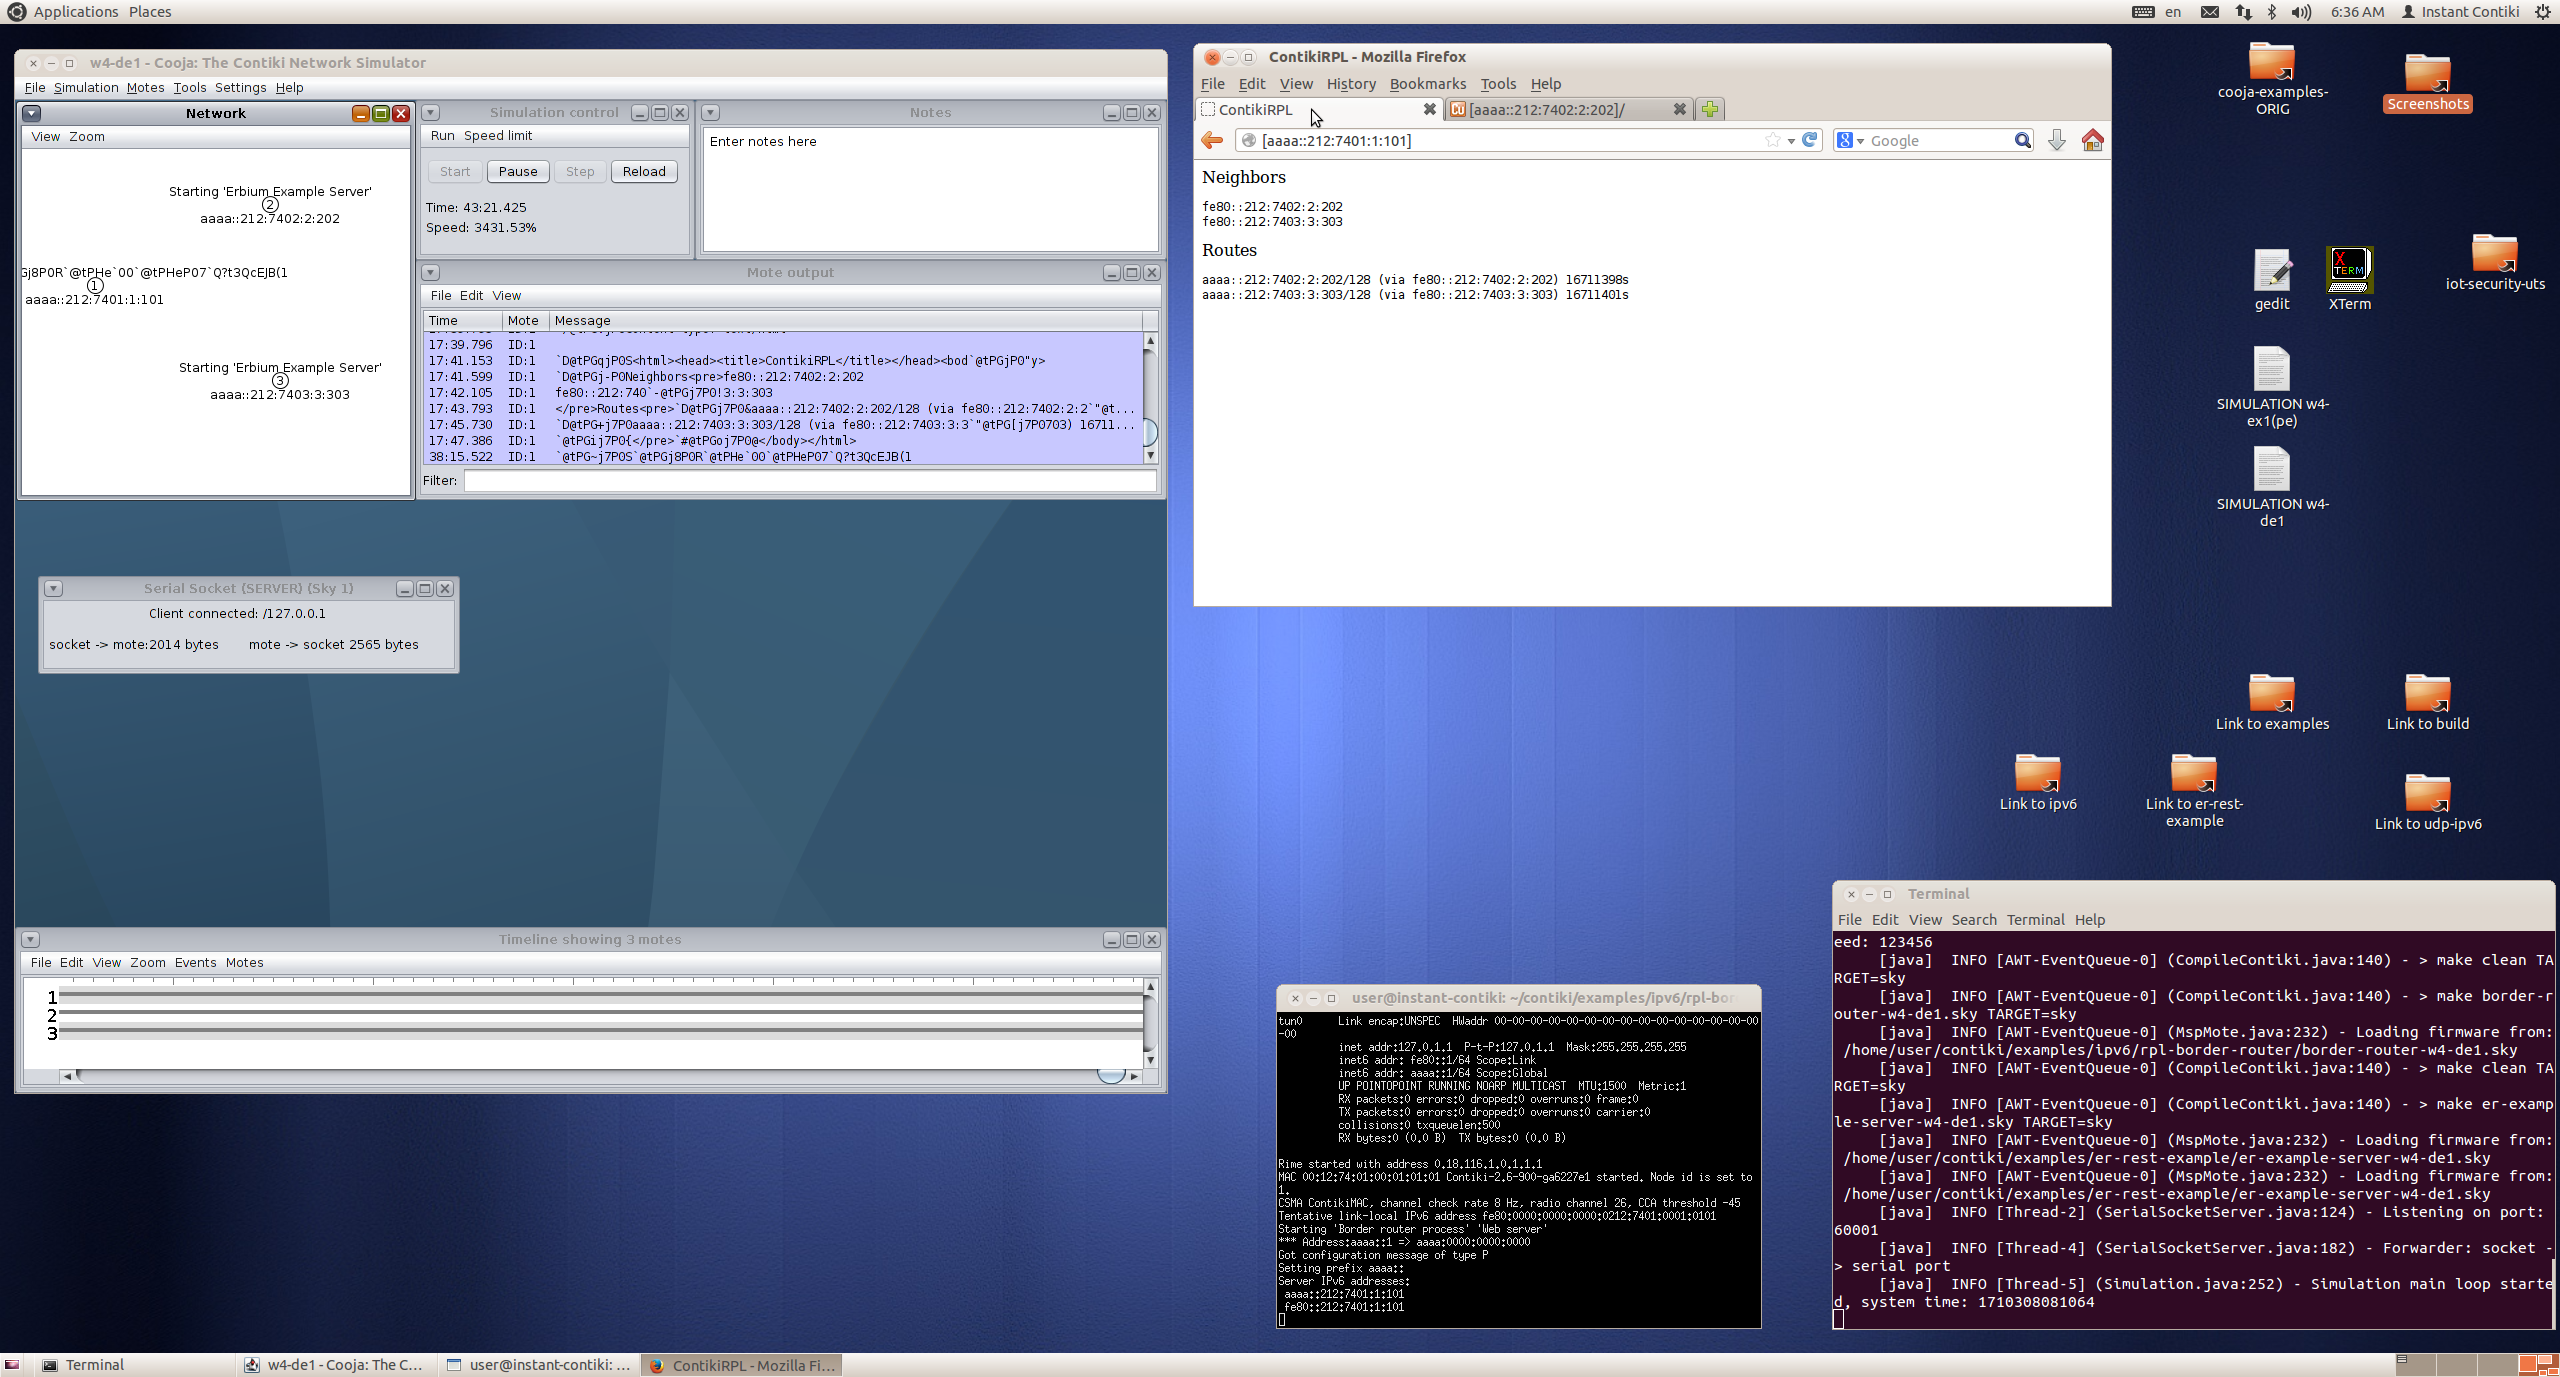 Applications Places
en 6:36 AM Instant Contiki
w4-de1 - Cooja: The Contiki Network Simulator
File Simulation Motes Tools Settings Help
Network
View Zoom
Starting 'Erbium Example Server'
2
aaaa::212:7402:2:202
Gj8P0R`@tPHe`00`@tPHeP07`Q?t3QcEJB(1
1
aaaa::212:7401:1:101
Starting 'Erbium Example Server'
3
aaaa::212:7403:3:303
Simulation control
Run Speed limit
Start Pause Step Reload
Time: 43:21.425
Speed: 3431.53%
Notes
Enter notes here
Mote output
File Edit View
Time Mote Message
17:39.796 ID:1
17:41.153 ID:1 `D@tPGqjP0S<html><head><title>ContikiRPL</title></head><bod`@tPGjP0"y>
17:41.599 ID:1 `D@tPGj-P0Neighbors<pre>fe80::212:7402:2:202
17:42.105 ID:1 fe80::212:740`-@tPGj7P0!3:3:303
17:43.793 ID:1 </pre>Routes<pre>`D@tPGj7P0&aaaa::212:7402:2:202/128 (via fe80::212:7402:2:2`"@t...
17:45.730 ID:1 `D@tPG+j7P0aaaa::212:7403:3:303/128 (via fe80::212:7403:3:3`"@tPG[j7P0703) 16711...
17:47.386 ID:1 `@tPGij7P0{</pre>`#@tPGoj7P0@</body></html>
38:15.522 ID:1 `@tPG~j7P0S`@tPGj8P0R`@tPHe`00`@tPHeP07`Q?t3QcEJB(1
Filter:
Serial Socket (SERVER) (Sky 1)
Client connected: /127.0.0.1
socket -> mote:2014 bytes mote -> socket 2565 bytes
Timeline showing 3 motes
File Edit View Zoom Events Motes
1
2
3
ContikiRPL - Mozilla Firefox
File Edit View History Bookmarks Tools Help
ContikiRPL [aaaa::212:7402:2:202]/
[aaaa::212:7401:1:101] Google
Neighbors
fe80::212:7402:2:202
fe80::212:7403:3:303
Routes
aaaa::212:7402:2:202/128 (via fe80::212:7402:2:202) 16711398s
aaaa::212:7403:3:303/128 (via fe80::212:7403:3:303) 16711401s
cooja-examples-
ORIG
Screenshots
gedit
XTERM
XTerm
iot-security-uts
SIMULATION w4-
ex1(pe)
SIMULATION w4-
de1
Link to examples
Link to build
Link to ipv6
Link to er-rest-
example
Link to udp-ipv6
user@instant-contiki: ~/contiki/examples/ipv6/rpl-bor
tun0 Link encap:UNSPEC HWaddr 00-00-00-00-00-00-00-00-00-00-00-00-00-00-00
-00
inet addr:127.0.1.1 P-t-P:127.0.1.1 Mask:255.255.255.255
inet6 addr: fe80::1/64 Scope:Link
inet6 addr: aaaa::1/64 Scope:Global
UP POINTOPOINT RUNNING NOARP MULTICAST MTU:1500 Metric:1
RX packets:0 errors:0 dropped:0 overruns:0 frame:0
TX packets:0 errors:0 dropped:0 overruns:0 carrier:0
collisions:0 txqueuelen:500
RX bytes:0 (0.0 B) TX bytes:0 (0.0 B)
Rime started with address 0.18.116.1.0.1.1.1
MAC 00:12:74:01:00:01:01:01 Contiki-2.6-900-ga6227e1 started. Node id is set to
1.
CSMA ContikiMAC, channel check rate 8 Hz, radio channel 26, CCA threshold -45
Tentative link-local IPv6 address fe80:0000:0000:0000:0212:7401:0001:0101
Starting 'Border router process' 'Web server'
*** Address:aaaa::1 => aaaa:0000:0000:0000
Got configuration message of type P
Setting prefix aaaa::
Server IPv6 addresses:
aaaa::212:7401:1:101
fe80::212:7401:1:101
Terminal
File Edit View Search Terminal Help
eed: 123456
[java] INFO [AWT-EventQueue-0] (CompileContiki.java:140) - > make clean TA
RGET=sky
[java] INFO [AWT-EventQueue-0] (CompileContiki.java:140) - > make border-r
outer-w4-de1.sky TARGET=sky
[java] INFO [AWT-EventQueue-0] (MspMote.java:232) - Loading firmware from:
/home/user/contiki/examples/ipv6/rpl-border-router/border-router-w4-de1.sky
[java] INFO [AWT-EventQueue-0] (CompileContiki.java:140) - > make clean TA
RGET=sky
[java] INFO [AWT-EventQueue-0] (CompileContiki.java:140) - > make er-examp
le-server-w4-de1.sky TARGET=sky
[java] INFO [AWT-EventQueue-0] (MspMote.java:232) - Loading firmware from:
/home/user/contiki/examples/er-rest-example/er-example-server-w4-de1.sky
[java] INFO [AWT-EventQueue-0] (MspMote.java:232) - Loading firmware from:
/home/user/contiki/examples/er-rest-example/er-example-server-w4-de1.sky
[java] INFO [Thread-2] (SerialSocketServer.java:124) - Listening on port:
60001
[java] INFO [Thread-4] (SerialSocketServer.java:182) - Forwarder: socket -
> serial port
[java] INFO [Thread-5] (Simulation.java:252) - Simulation main loop starte
d, system time: 1710308081064
Terminal
w4-de1 - Cooja: The C...
user@instant-contiki: ...
ContikiRPL - Mozilla Fi...